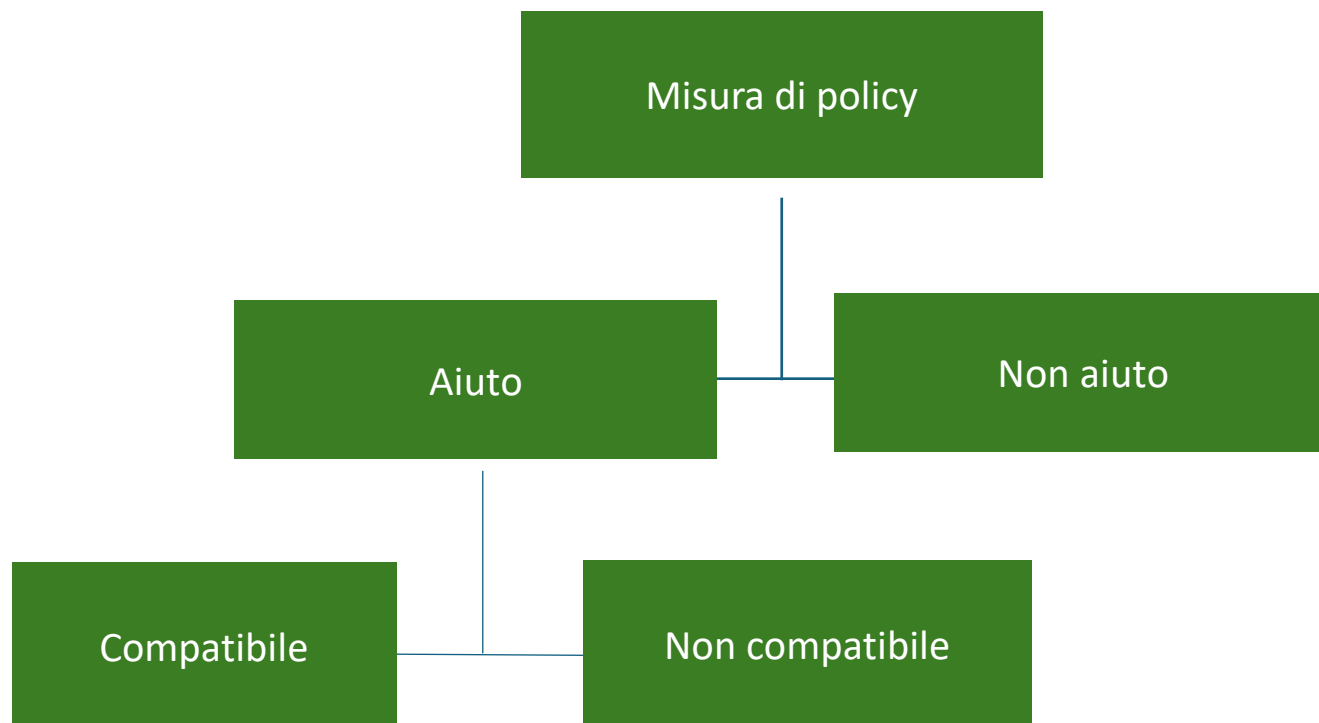 Misura di policy
Aiuto
Non aiuto
Compatibile
Non compatibile